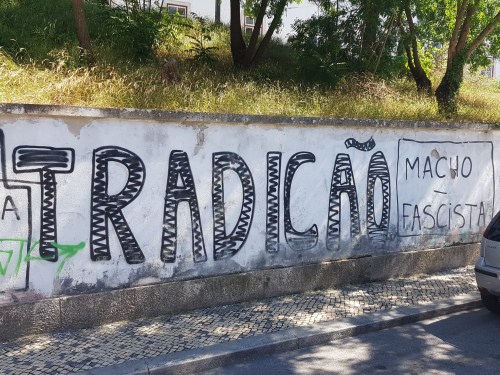 A
TRADICÃO
MACHO
-
FASCISTA